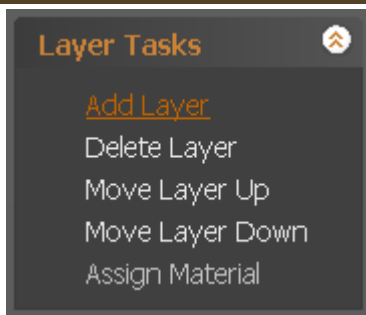 Layer Tasks
Add Layer
Delete Layer
Move Layer Up
Move Layer Down
Assign Material